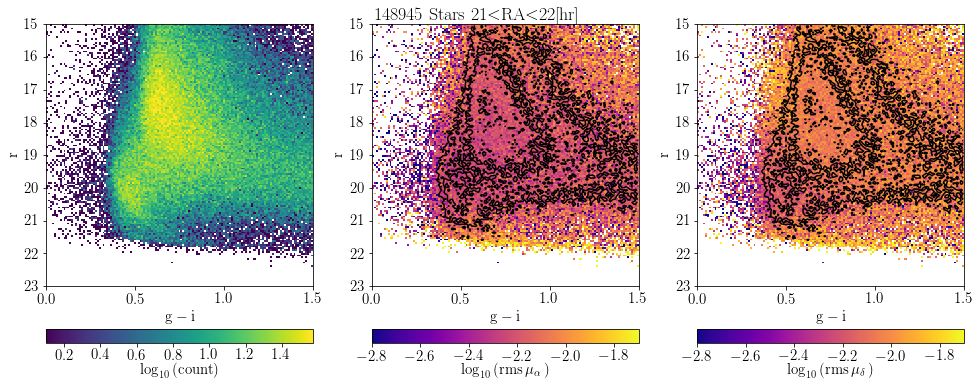 148945 Stars 21<RA<22[hr]
15
16
17
18
19
20
21
22
23
r
0.0 0.5 1.0 1.5
g − i
0.2 0.4 0.6 0.8 1.0 1.2 1.4
log10 (count)
15
16
17
18
19
20
21
22
23
r
0.0 0.5 1.0 1.5
g − i
−2.8 −2.6 −2.4 −2.2 −2.0 −1.8
log10 (rms μα )
15
16
17
18
19
20
21
22
23
r
0.0 0.5 1.0 1.5
g − i
−2.8 −2.6 −2.4 −2.2 −2.0 −1.8
log10 (rms μδ )